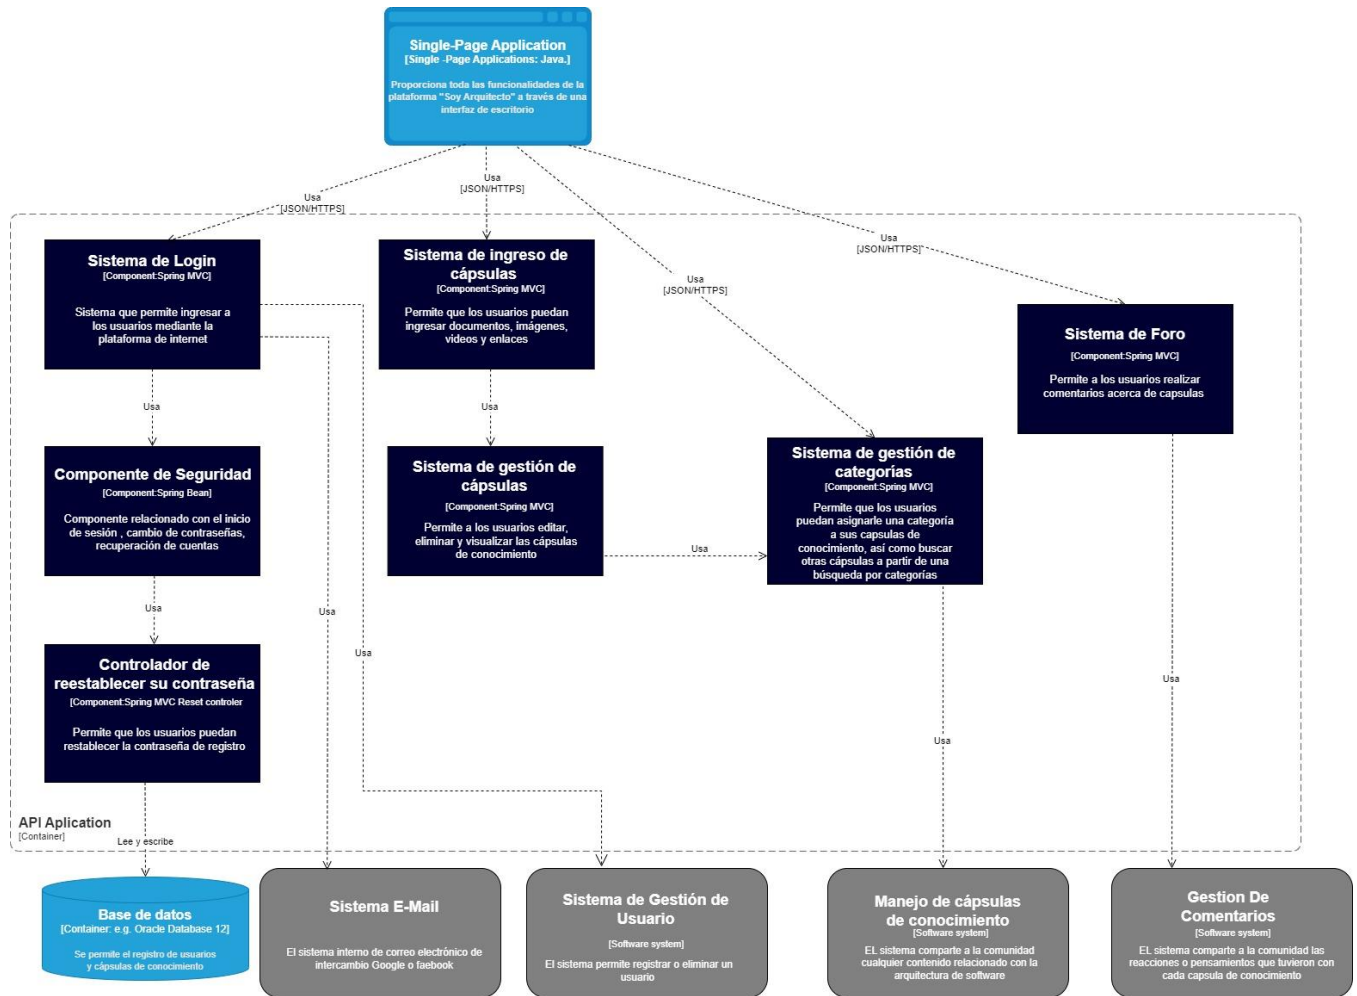 Single-Page Application
[Single -Page Applications: Java.]
Proporciona toda las funcionalidades de la
plataforma "Soy Arquitecto" a través de una
interfaz de escritorio
Usa
[JSON/HTTPS]
Usa
[JSON/HTTPS]
Usa
[JSON/HTTPS]
Usa
[JSON/HTTPS]
Sistema de Login
[Component:Spring MVC]
Sistema que permite ingresar a
los usuarios mediante la
plataforma de internet
Sistema de ingreso de
cápsulas
[Component:Spring MVC]
Permite que los usuarios puedan
ingresar documentos, imágenes,
videos y enlaces
Sistema de Foro
[Component:Spring MVC]
Permite a los usuarios realizar
comentarios acerca de capsulas
Usa
Usa
Componente de Seguridad
[Component:Spring Bean]
Componente relacionado con el inicio
de sesión , cambio de contraseñas,
recuperación de cuentas
Sistema de gestión de
cápsulas
[Component:Spring MVC]
Permite a los usuarios editar,
eliminar y visualizar las cápsulas
de conocimiento
Usa
Sistema de gestión de
categorías
[Component:Spring MVC]
Permite que los usuarios
puedan asignarle una categoría
a sus capsulas de
conocimiento, así como buscar
otras cápsulas a partir de una
búsqueda por categorías
Usa
Usa
Usa
Usa
Usa
Controlador de
reestablecer su contraseña
[Component:Spring MVC Reset controler
Permite que los usuarios puedan
restablecer la contraseña de registro
API Aplication
[Container]
Lee y escribe
Base de datos
[Container: e.g. Oracle Database 12]
Se permite el registro de usuarios
y cápsulas de conocimiento
Sistema E-Mail
El sistema interno de correo electrónico de
intercambio Google o faebook
Sistema de Gestión de
Usuario
[Software system]
El sistema permite registrar o eliminar un
usuario
Manejo de cápsulas
de conocimiento
[Software system]
EL sistema comparte a la comunidad
cualquier contenido relacionado con la
arquitectura de software
Gestion De
Comentarios
[Software system]
EL sistema comparte a la comunidad las
reacciones o pensamientos que tuvieron con
cada capsula de conocimiento